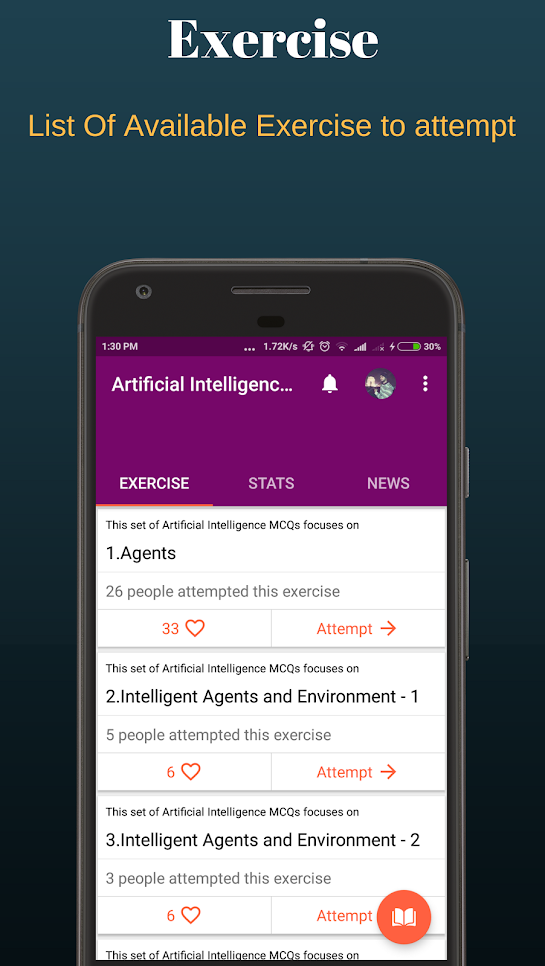 Exercise
List Of Available Exercise to attempt
1:30 PM ... 1.72K/s 30%
Artificial Intelligenc...
EXERCISE STATS NEWS
This set of Artificial Intelligence MCQs focuses on
1.Agents
26 people attempted this exercise
33 Attempt
This set of Artificial Intelligence MCQs focuses on
2.Intelligent Agents and Environment - 1
5 people attempted this exercise
6 Attempt
This set of Artificial Intelligence MCQs focuses on
3.Intelligent Agents and Environment - 2
3 people attempted this exercise
6 Attempt
This set of Artificial Intelligence MCQs focuses on